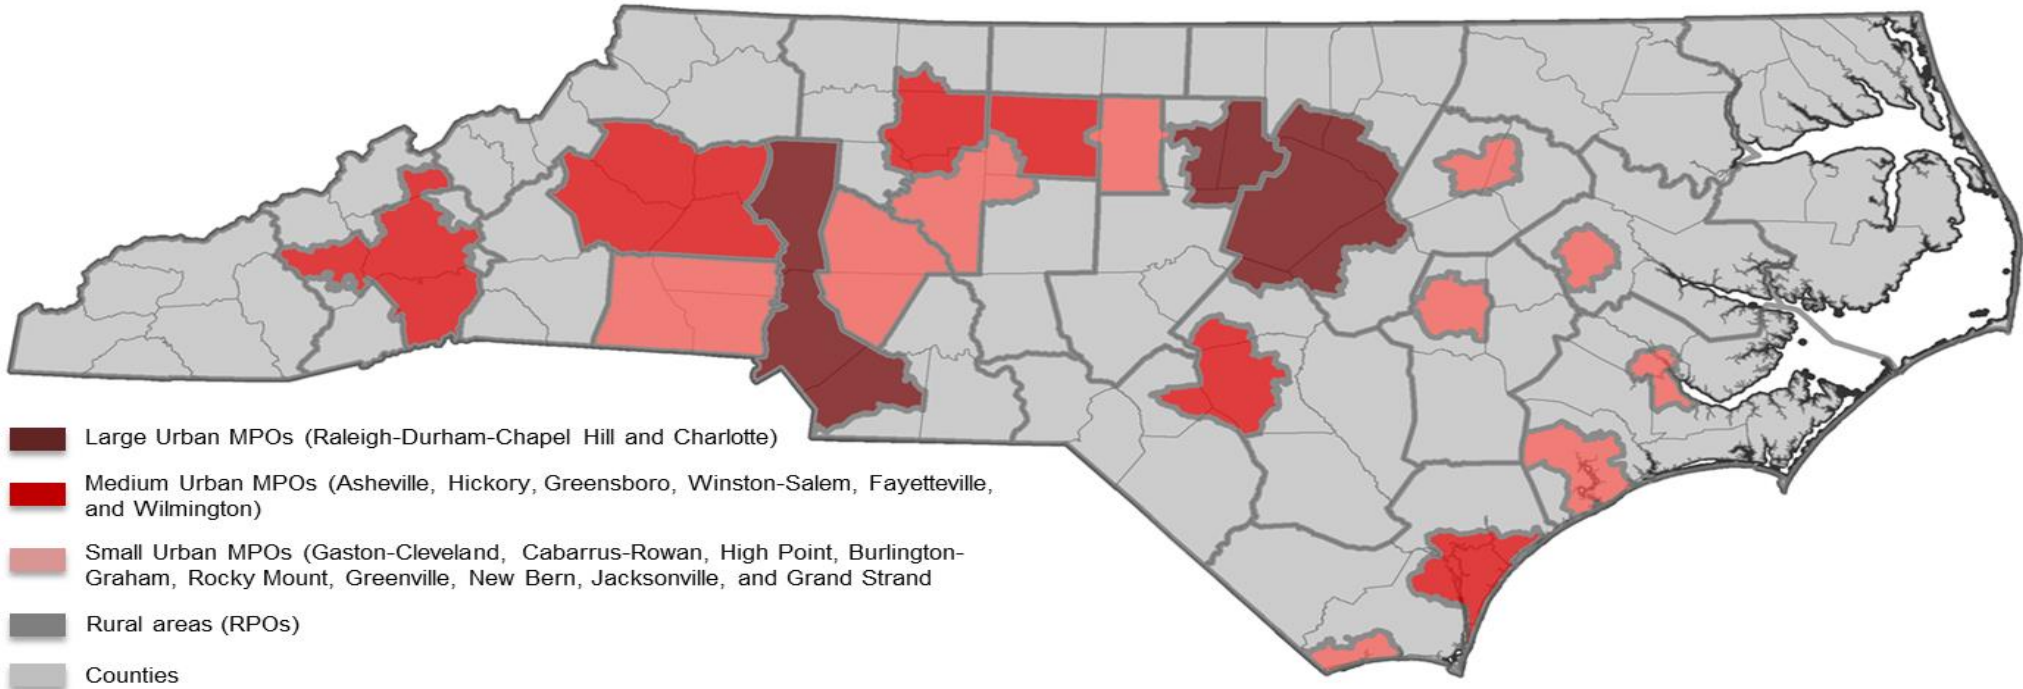 Large Urban MPOs (Raleigh-Durham-Chapel Hill and Charlotte)
Medium Urban MPOs (Asheville, Hickory, Greensboro, Winston-Salem, Fayetteville,
and Wilmington)
Small Urban MPOs (Gaston-Cleveland, Cabarrus-Rowan, High Point, Burlington-
Graham, Rocky Mount, Greenville, New Bern, Jacksonville, and Grand Strand
Rural areas (RPOs)
Counties